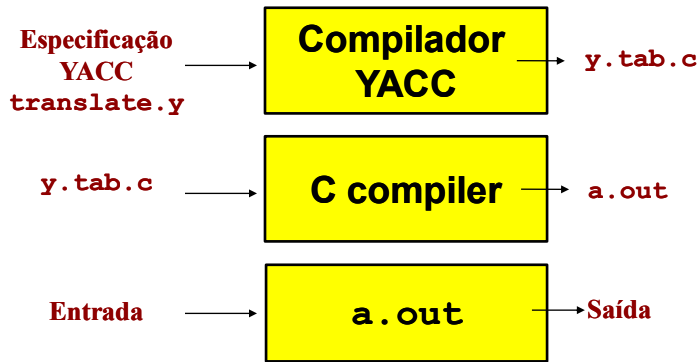 Especificação
YACC
translate.y
Compilador
YACC
y.tab.c
y.tab.c
C compiler
a.out
Entrada
a.out
Saída